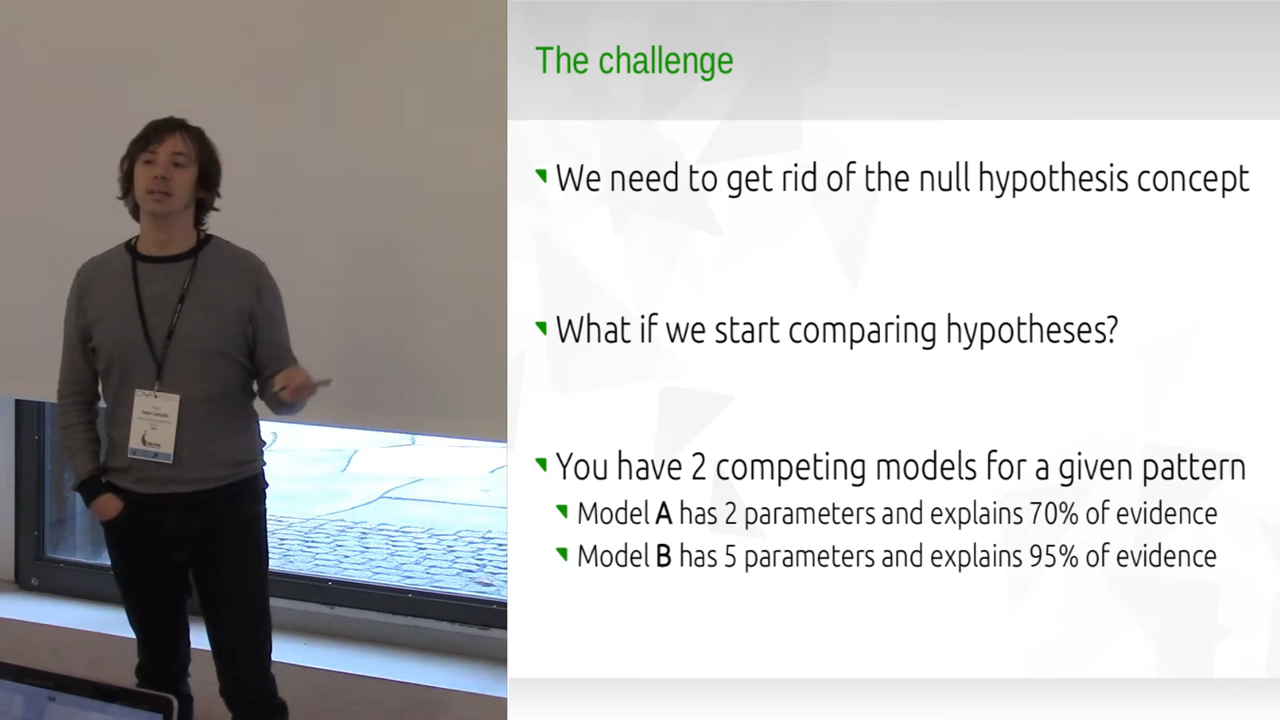 The challenge
We need to get rid of the null hypothesis concept
What if we start comparing hypotheses?
You have 2 competing models for a given pattern
Model A has 2 parameters and explains 70% of evidence
Model B has 5 parameters and explains 95% of evidence